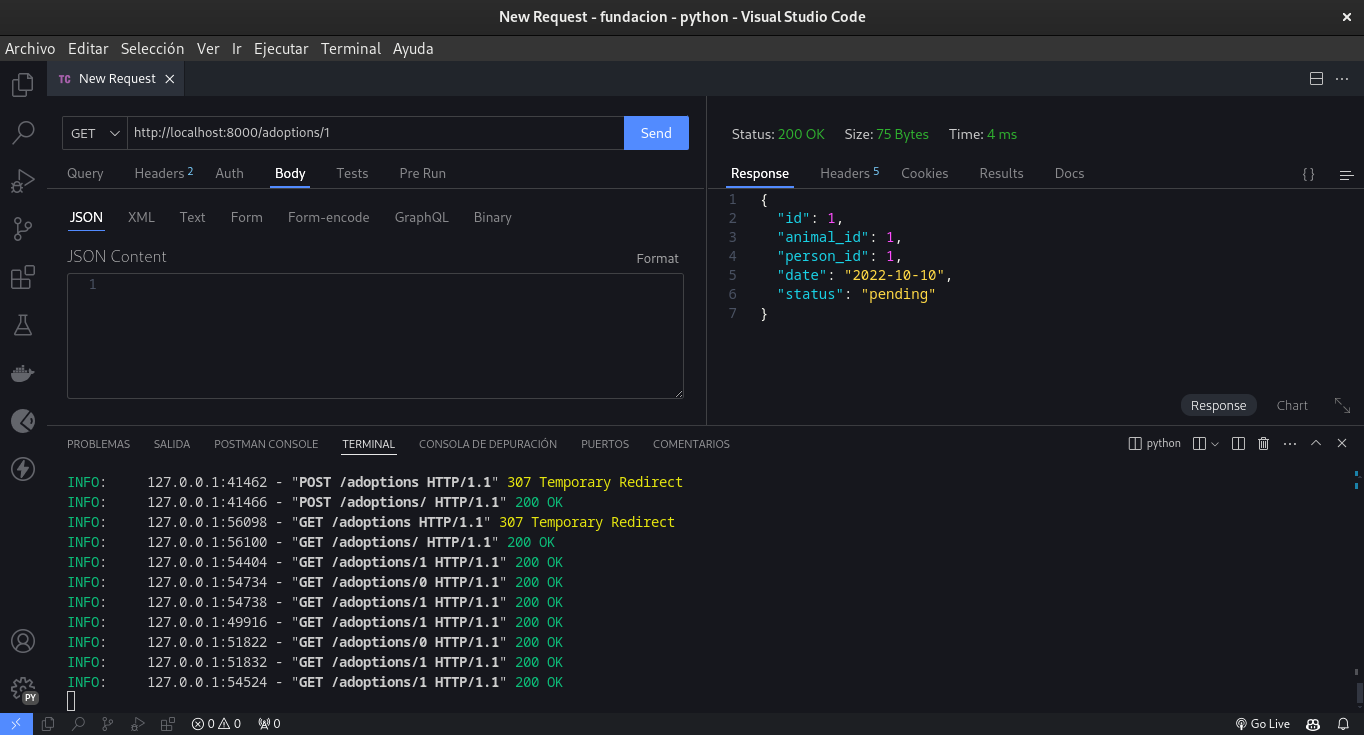 New Request - fundacion - python - Visual Studio Code
Archivo Editar Selección Ver Ir Ejecutar Terminal Ayuda
TC New Request
GET http://localhost:8000/adoptions/1 Send
Query Headers 2 Auth Body Tests Pre Run
JSON XML Text Form Form-encode GraphQL Binary
JSON Content Format
1
Status: 200 OK Size: 75 Bytes Time: 4 ms
Response Headers 5 Cookies Results Docs { }
1 {
2 "id": 1,
3 "animal_id": 1,
4 "person_id": 1,
5 "date": "2022-10-10",
6 "status": "pending"
7 }
Response Chart
PROBLEMAS SALIDA POSTMAN CONSOLE TERMINAL CONSOLA DE DEPURACIÓN PUERTOS COMENTARIOS python
INFO: 127.0.0.1:41462 - "POST /adoptions HTTP/1.1" 307 Temporary Redirect
INFO: 127.0.0.1:41466 - "POST /adoptions/ HTTP/1.1" 200 OK
INFO: 127.0.0.1:56098 - "GET /adoptions HTTP/1.1" 307 Temporary Redirect
INFO: 127.0.0.1:56100 - "GET /adoptions/ HTTP/1.1" 200 OK
INFO: 127.0.0.1:54404 - "GET /adoptions/1 HTTP/1.1" 200 OK
INFO: 127.0.0.1:54734 - "GET /adoptions/0 HTTP/1.1" 200 OK
INFO: 127.0.0.1:54738 - "GET /adoptions/1 HTTP/1.1" 200 OK
INFO: 127.0.0.1:49916 - "GET /adoptions/1 HTTP/1.1" 200 OK
INFO: 127.0.0.1:51822 - "GET /adoptions/0 HTTP/1.1" 200 OK
INFO: 127.0.0.1:51832 - "GET /adoptions/1 HTTP/1.1" 200 OK
INFO: 127.0.0.1:54524 - "GET /adoptions/1 HTTP/1.1" 200 OK
PY
0 0 0 Go Live